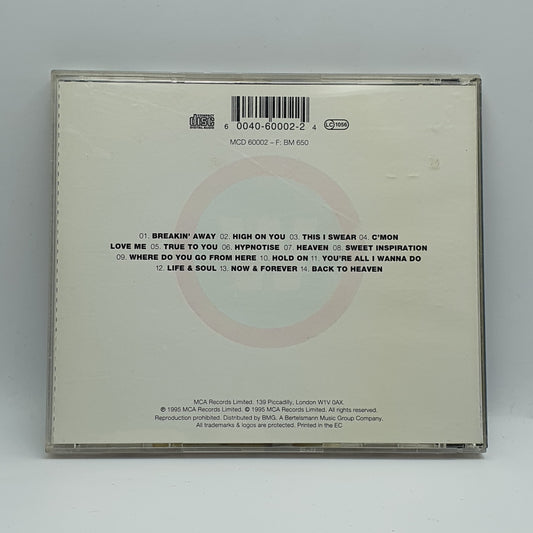 COMPACT
disc
DIGITAL AUDIO
6 0040-60002-2 4
LC 1056
MCD 60002 – F: BM 650
01. BREAKIN' AWAY 02. HIGH ON YOU 03. THIS I SWEAR 04. C'MON
LOVE ME 05. TRUE TO YOU 06. HYPNOTISE 07. HEAVEN 08. SWEET INSPIRATION
09. WHERE DO YOU GO FROM HERE 10. HOLD ON 11. YOU'RE ALL I WANNA DO
12. LIFE & SOUL 13. NOW & FOREVER 14. BACK TO HEAVEN
MCA Records Limited. 139 Piccadilly, London W1V 0AX.
℗ 1995 MCA Records Limited. © 1995 MCA Records Limited. All rights reserved.
Reproduction prohibited. Distributed by BMG. A Bertelsmann Music Group Company.
All trademarks & logos are protected. Printed in the EC